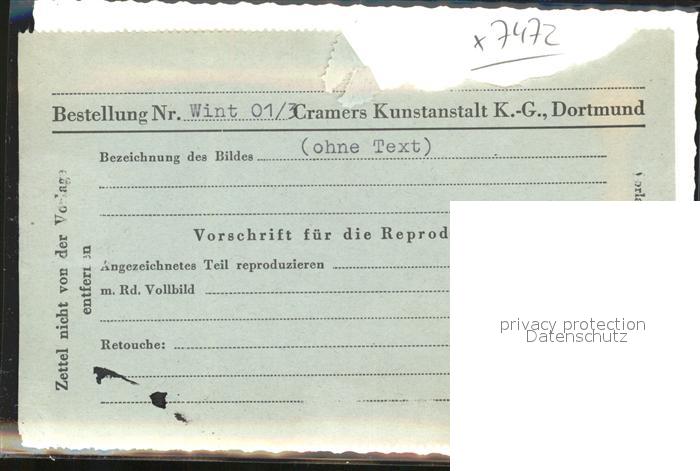 x 7472
Bestellung Nr. Wint 01/3 Cramers Kunstanstalt K.-G., Dortmund
Bezeichnung des Bildes (ohne Text)
Vorschrift für die Reprod
Angezeichnetes Teil reproduzieren
m. Rd. Vollbild
Retouche:
Zettel nicht von der Vorlage
entfernen
privacy protection
Datenschutz